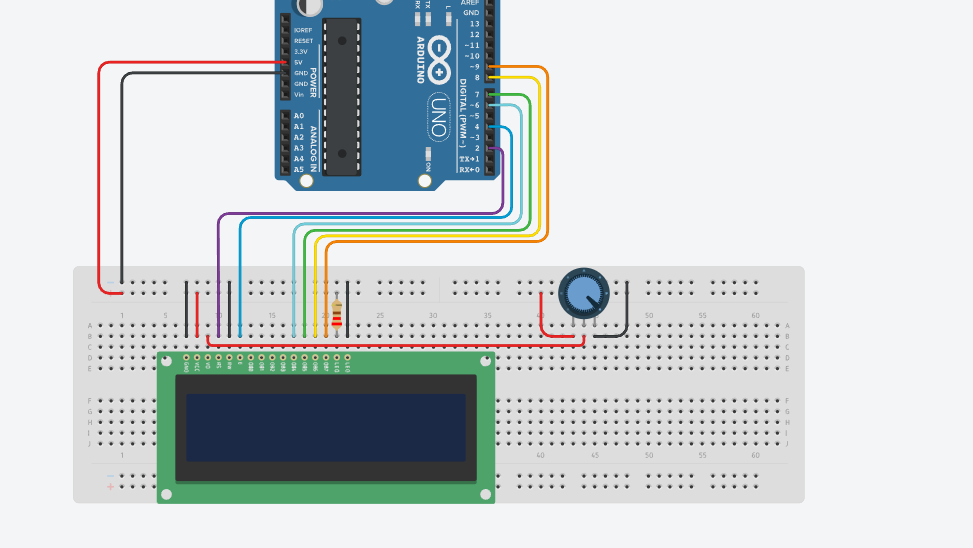 RX TX L
AREF
GND
13
12
~11
~10
~9
8
7
~6
~5
4
~3
2
TX→1
RX←0
DIGITAL (PWM~)
ARDUINO
UNO
ON
IOREF
RESET
3.3V
5V
GND
GND
Vin
POWER
A0
A1
A2
A3
A4
A5
ANALOG IN
1 5 10 15 20 25 30 35 40 45 50 55 60
A A
B B
C C
D D
E E
GND VCC VO RS RW E DB0 DB1 DB2 DB3 DB4 DB5 DB6 DB7 LED LED
F F
G G
H H
I I
J J
1 40 45 50 55 60